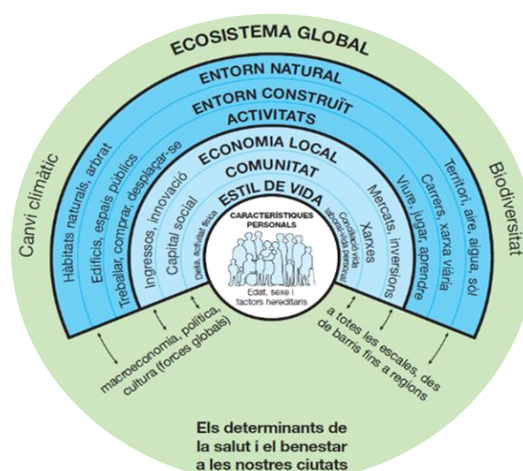 ECOSISTEMA GLOBAL
Canvi climàtic
Biodiversitat
ENTORN NATURAL
Hàbitats naturals, arbrat
Territori, aire, aigua, sòl
ENTORN CONSTRUÏT
Edificis, espais públics
Carrers, xarxa viària
ACTIVITATS
Treballar, comprar, desplaçar-se
Viure, jugar, aprendre
ECONOMIA LOCAL
Ingressos, innovació
Mercats, inversions
COMUNITAT
Capital social
Xarxes
ESTIL DE VIDA
Dieta, activitat física
Conciliació vida
laboral-vida personal
CARACTERÍSTIQUES
PERSONALS
Edat, sexe i
factors hereditaris
macroeconomia, política,
cultura (forces globals)
a totes les escales, des
de barris fins a regions
Els determinants de
la salut i el benestar
a les nostres ciutats